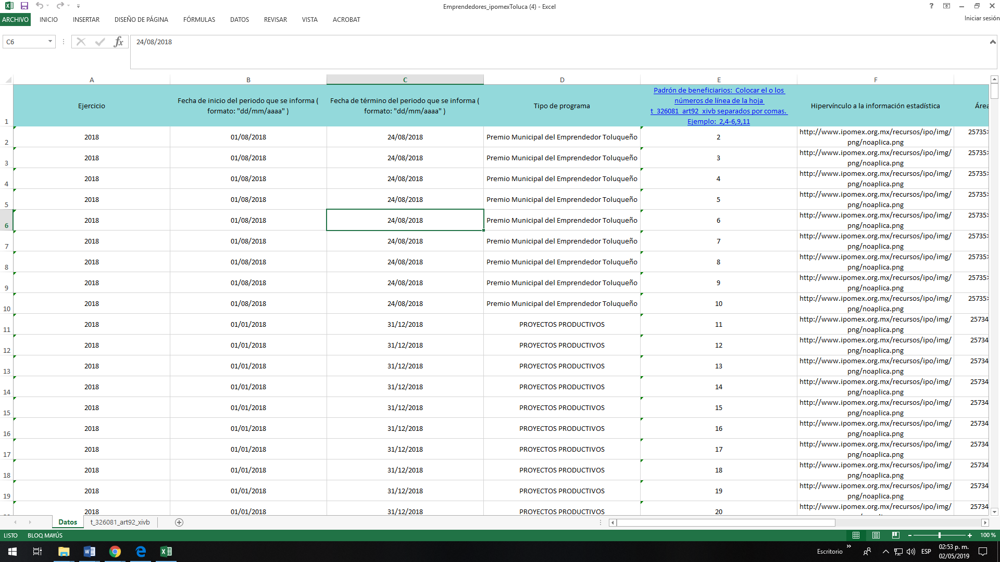 Emprendedores_ipomexToluca (4) - Excel
ARCHIVO INICIO INSERTAR DISEÑO DE PÁGINA FÓRMULAS DATOS REVISAR VISTA ACROBAT Iniciar sesión
C6 fx 24/08/2018
A B C D E F
1 Ejercicio
Fecha de inicio del periodo que se informa (
formato: "dd/mm/aaaa" )
Fecha de término del periodo que se informa (
formato: "dd/mm/aaaa" )
Tipo de programa
Padrón de beneficiarios: Colocar el o los
números de línea de la hoja
t_326081_art92_xivb separados por comas.
Ejemplo: 2,4-6,9,11
Hipervínculo a la información estadística
Área
2 2018 01/08/2018 24/08/2018 Premio Municipal del Emprendedor Toluqueño 2 http://www.ipomex.org.mx/recursos/ipo/img/ 25735>
png/noaplica.png
3 2018 01/08/2018 24/08/2018 Premio Municipal del Emprendedor Toluqueño 3 http://www.ipomex.org.mx/recursos/ipo/img/ 25735>
png/noaplica.png
4 2018 01/08/2018 24/08/2018 Premio Municipal del Emprendedor Toluqueño 4 http://www.ipomex.org.mx/recursos/ipo/img/ 25735>
png/noaplica.png
5 2018 01/08/2018 24/08/2018 Premio Municipal del Emprendedor Toluqueño 5 http://www.ipomex.org.mx/recursos/ipo/img/ 25735>
png/noaplica.png
6 2018 01/08/2018 24/08/2018 Premio Municipal del Emprendedor Toluqueño 6 http://www.ipomex.org.mx/recursos/ipo/img/ 25735>
png/noaplica.png
7 2018 01/08/2018 24/08/2018 Premio Municipal del Emprendedor Toluqueño 7 http://www.ipomex.org.mx/recursos/ipo/img/ 25735>
png/noaplica.png
8 2018 01/08/2018 24/08/2018 Premio Municipal del Emprendedor Toluqueño 8 http://www.ipomex.org.mx/recursos/ipo/img/ 25735>
png/noaplica.png
9 2018 01/08/2018 24/08/2018 Premio Municipal del Emprendedor Toluqueño 9 http://www.ipomex.org.mx/recursos/ipo/img/ 25735>
png/noaplica.png
10 2018 01/08/2018 24/08/2018 Premio Municipal del Emprendedor Toluqueño 10 http://www.ipomex.org.mx/recursos/ipo/img/ 25735>
png/noaplica.png
11 2018 01/01/2018 31/12/2018 PROYECTOS PRODUCTIVOS 11 http://www.ipomex.org.mx/recursos/ipo/img/ 25734
png/noaplica.png
12 2018 01/01/2018 31/12/2018 PROYECTOS PRODUCTIVOS 12 http://www.ipomex.org.mx/recursos/ipo/img/ 25734
png/noaplica.png
13 2018 01/01/2018 31/12/2018 PROYECTOS PRODUCTIVOS 13 http://www.ipomex.org.mx/recursos/ipo/img/ 25734
png/noaplica.png
14 2018 01/01/2018 31/12/2018 PROYECTOS PRODUCTIVOS 14 http://www.ipomex.org.mx/recursos/ipo/img/ 25734
png/noaplica.png
15 2018 01/01/2018 31/12/2018 PROYECTOS PRODUCTIVOS 15 http://www.ipomex.org.mx/recursos/ipo/img/ 25734
png/noaplica.png
16 2018 01/01/2018 31/12/2018 PROYECTOS PRODUCTIVOS 16 http://www.ipomex.org.mx/recursos/ipo/img/ 25734
png/noaplica.png
17 2018 01/01/2018 31/12/2018 PROYECTOS PRODUCTIVOS 17 http://www.ipomex.org.mx/recursos/ipo/img/ 25734
png/noaplica.png
18 2018 01/01/2018 31/12/2018 PROYECTOS PRODUCTIVOS 18 http://www.ipomex.org.mx/recursos/ipo/img/ 25734
png/noaplica.png
19 2018 01/01/2018 31/12/2018 PROYECTOS PRODUCTIVOS 19 http://www.ipomex.org.mx/recursos/ipo/img/ 25734
png/noaplica.png
2018 01/01/2018 31/12/2018 PROYECTOS PRODUCTIVOS 20 http://www.ipomex.org.mx/recursos/ipo/img/ 25734
Datos t_326081_art92_xivb
LISTO BLOQ MAYÚS 100 %
Escritorio ESP 02:53 p. m.
02/05/2019